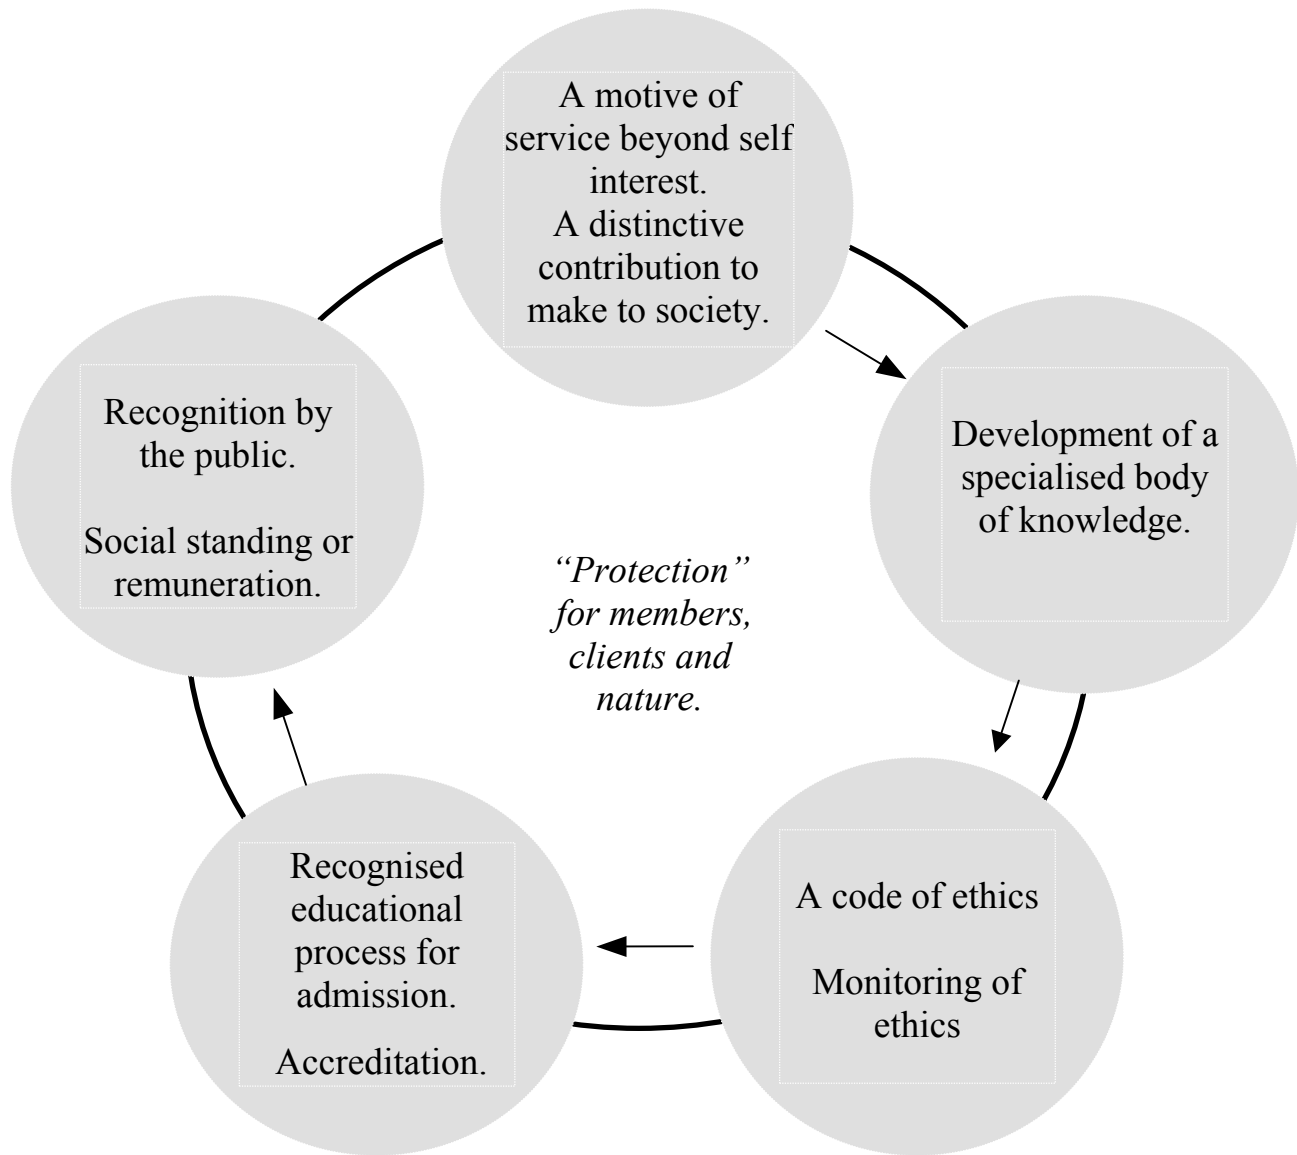 A motive of
service beyond self
interest.
A distinctive
contribution to
make to society.
Development of a
specialised body
of knowledge.
A code of ethics
Monitoring of
ethics
Recognised
educational
process for
admission.
Accreditation.
Recognition by
the public.
Social standing or
remuneration.
“Protection”
for members,
clients and
nature.